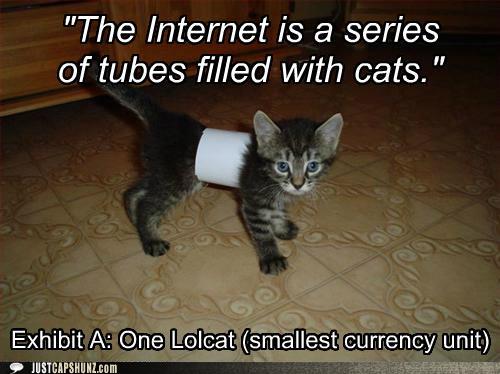 "The Internet is a series
of tubes filled with cats."
Exhibit A: One Lolcat (smallest currency unit)
JUSTCAPSHUNZ.com